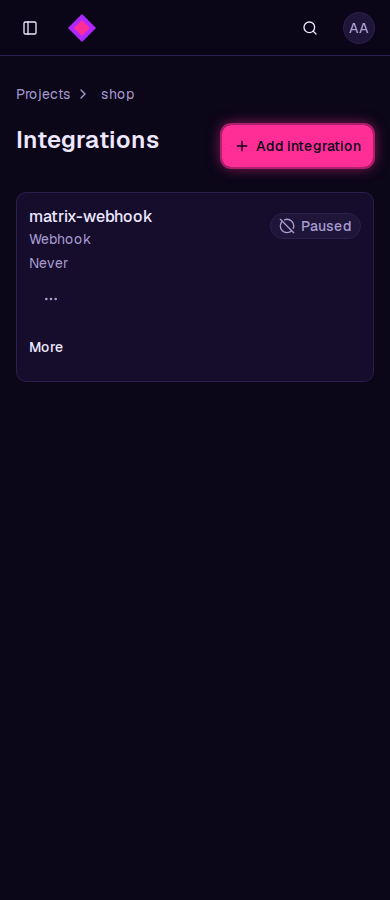 AA
Projects > shop
Integrations
+ Add integration
matrix-webhook
Paused
Webhook
Never
...
More